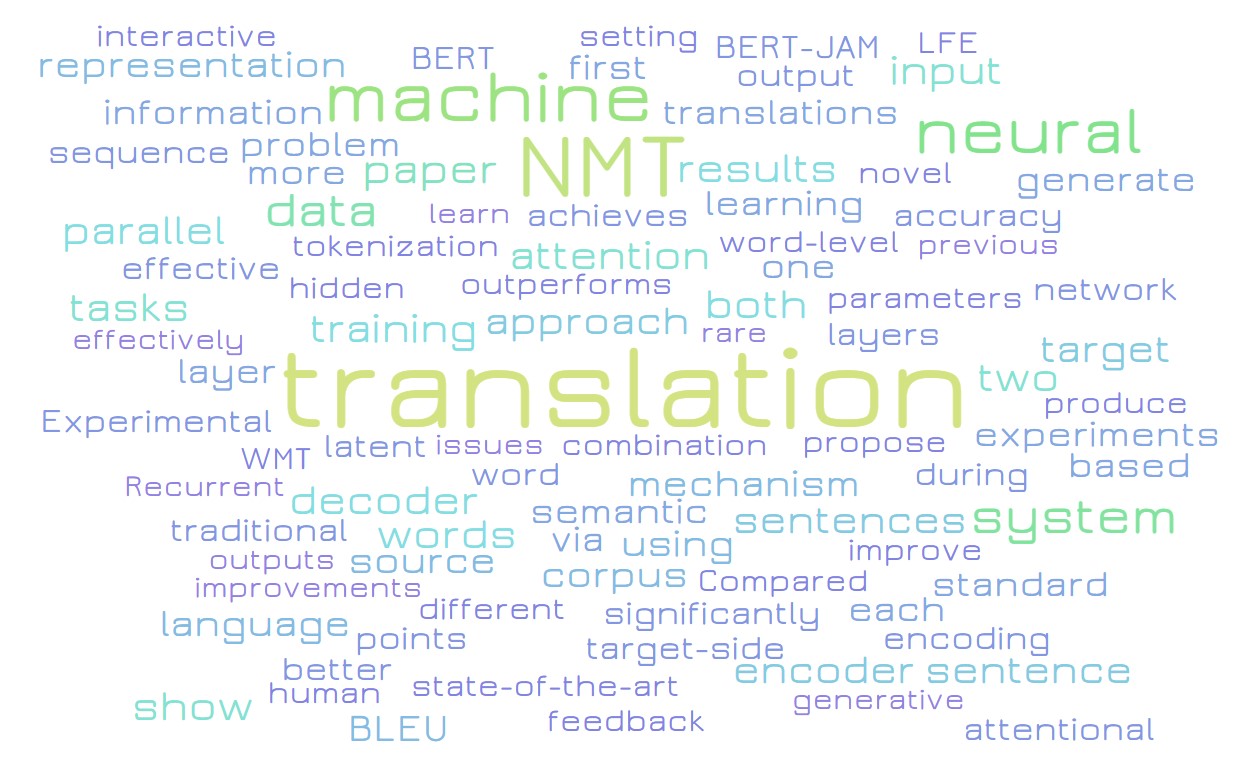 interactive setting BERT-JAM LFE
representation BERT first output input
information machine translations neural
sequence problem NMT
more paper results novel generate
data learn achieves learning accuracy
parallel tokenization attention word-level previous
effective one
hidden outperforms both parameters network
tasks training approach rare layers
effectively target
layer translation two
produce
Experimental latent issues combination propose experiments
WMT word mechanism during based
Recurrent decoder semantic sentences system
traditional words via using improve
outputs source corpus Compared standard
improvements different significantly each
language points target-side encoding
better encoder sentence
human state-of-the-art generative
show BLEU feedback attentional